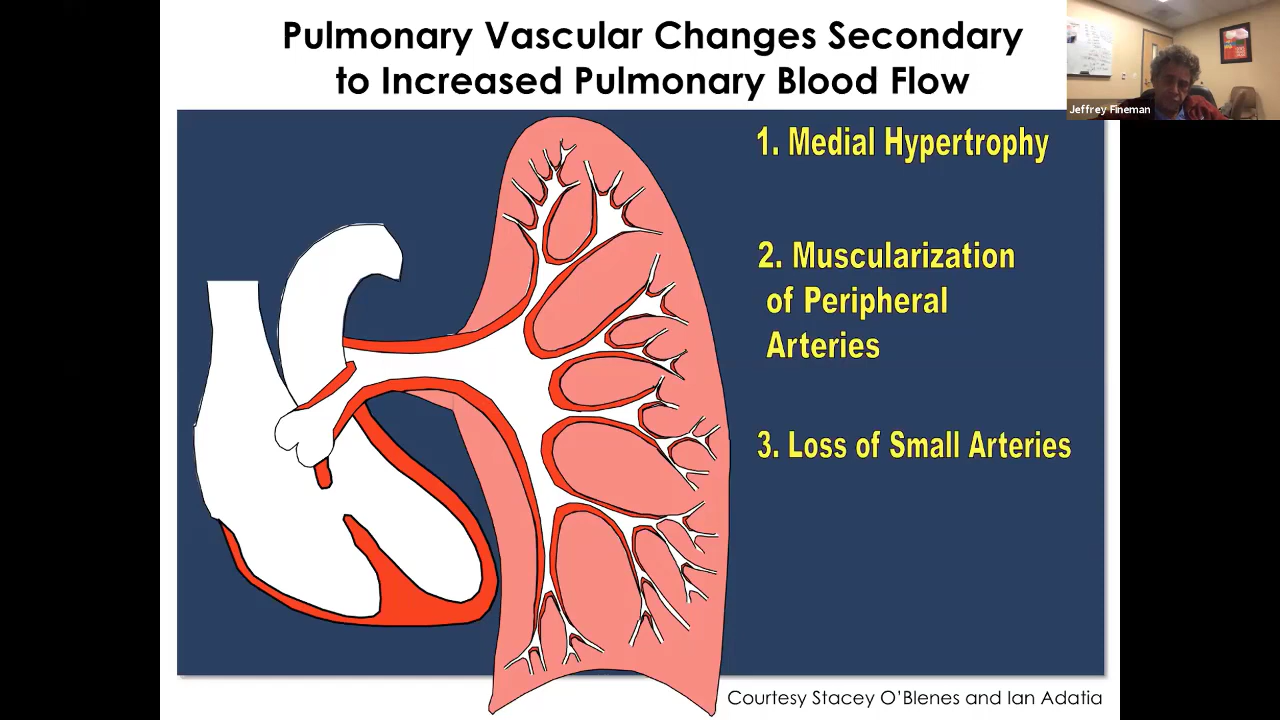 Pulmonary Vascular Changes Secondary
to Increased Pulmonary Blood Flow
Jeffrey Fineman
1. Medial Hypertrophy
2. Muscularization
of Peripheral
Arteries
3. Loss of Small Arteries
Courtesy Stacey O'Blenes and Ian Adatia